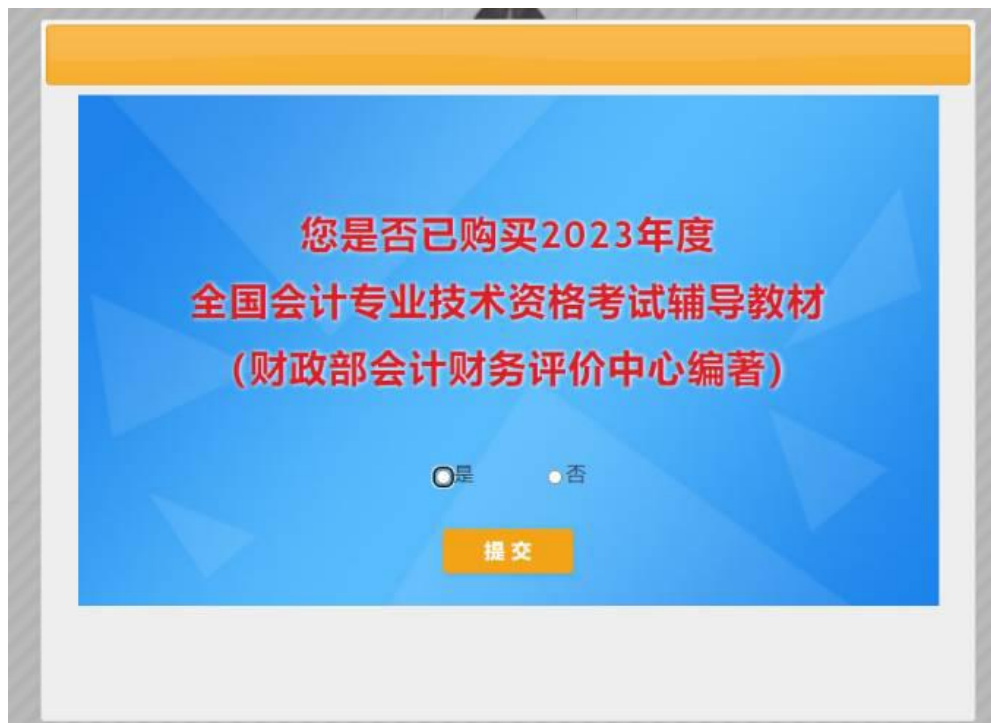 您是否已购买2023年度
全国会计专业技术资格考试辅导教材
(财政部会计财务评价中心编著)
是 否
提 交